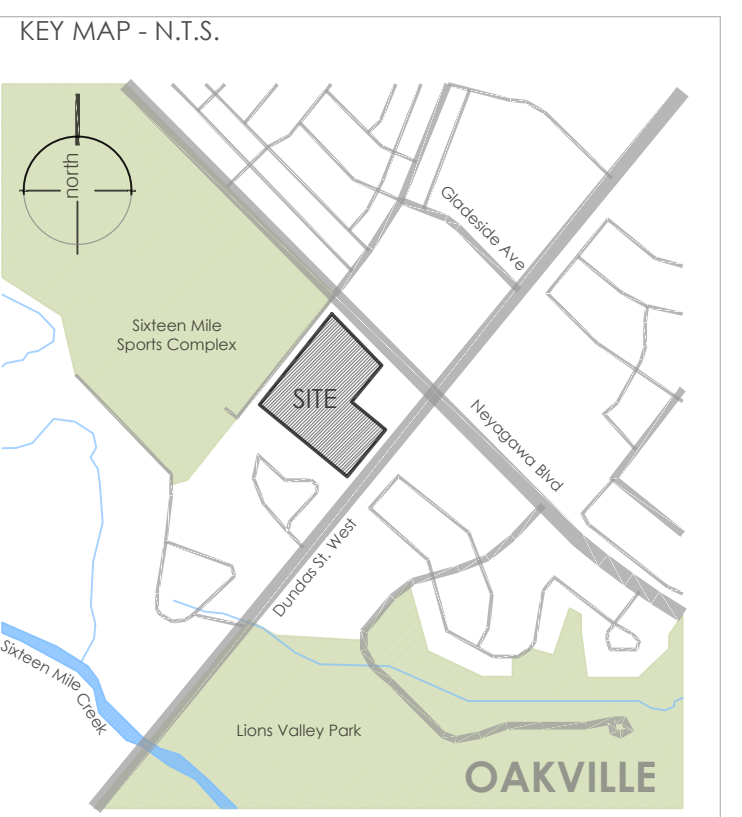 KEY MAP - N.T.S.
north
Gladeside Ave
Sixteen Mile
Sports Complex
SITE
Neyagawa Blvd
Dundas St. West
Sixteen Mile Creek
Lions Valley Park
OAKVILLE